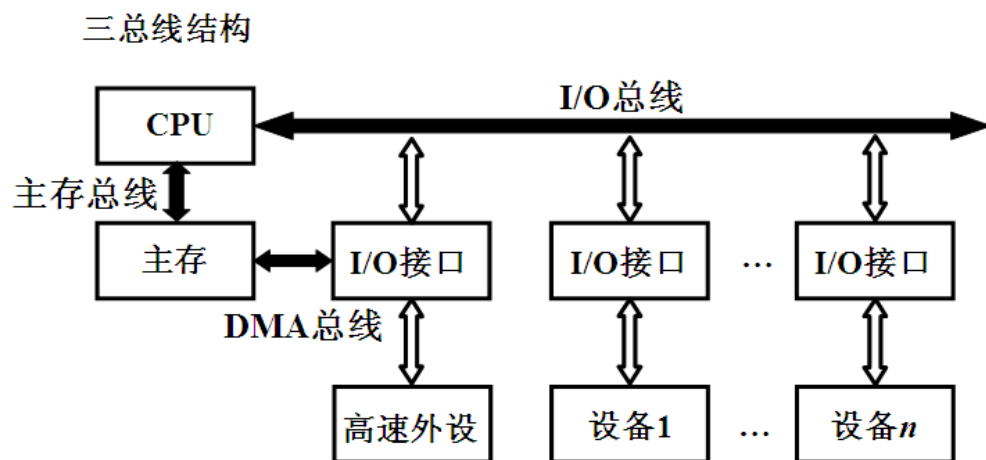 三总线结构
I/O总线
CPU
主存总线
主存
I/O接口
I/O接口
…
I/O接口
DMA总线
高速外设
设备1
…
设备n